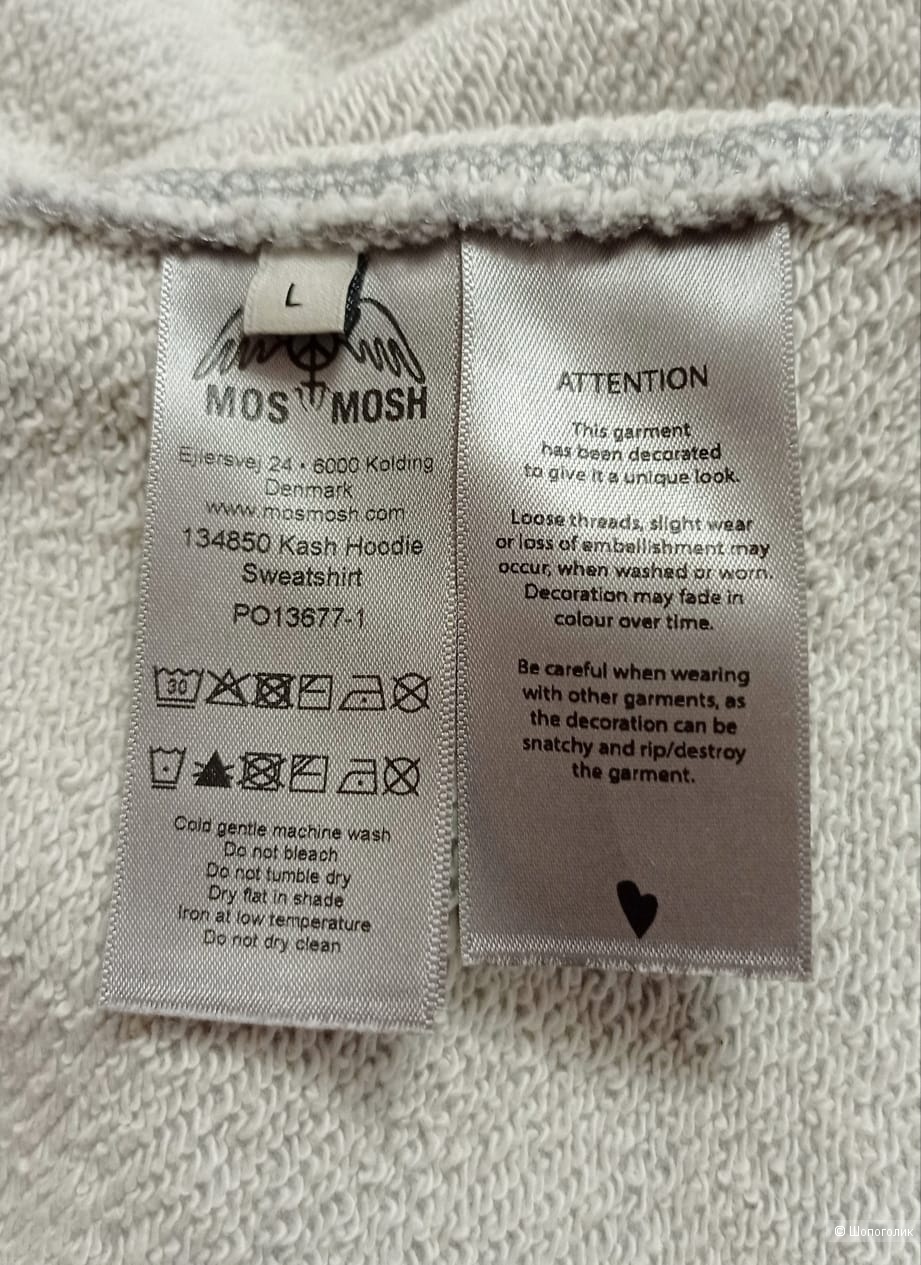 L
MOS MOSH
Ejlersvej 24 • 6000 Kolding
Denmark
www.mosmosh.com
134850 Kash Hoodie
Sweatshirt
PO13677-1
30
Cold gentle machine wash
Do not bleach
Do not tumble dry
Dry flat in shade
Iron at low temperature
Do not dry clean
ATTENTION
This garment
has been decorated
to give it a unique look.
Loose threads, slight wear
or loss of embellishment may
occur, when washed or worn.
Decoration may fade in
colour over time.
Be careful when wearing
with other garments, as
the decoration can be
snatchy and rip/destroy
the garment.
© Шопоголик